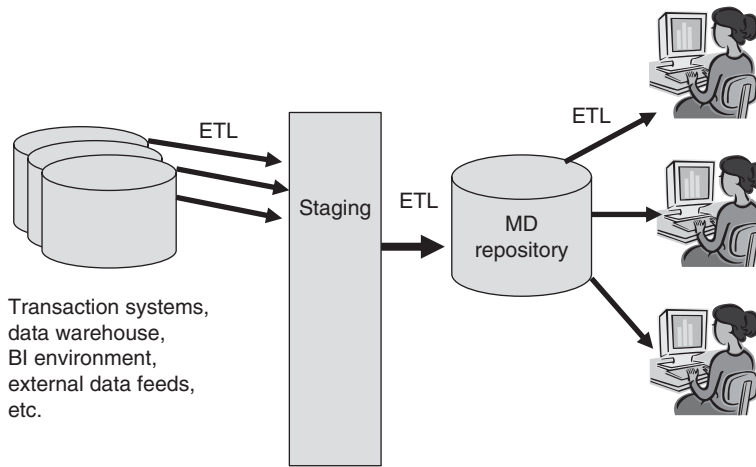 ETL
Staging
ETL
MD
repository
ETL
Transaction systems,
data warehouse,
BI environment,
external data feeds,
etc.